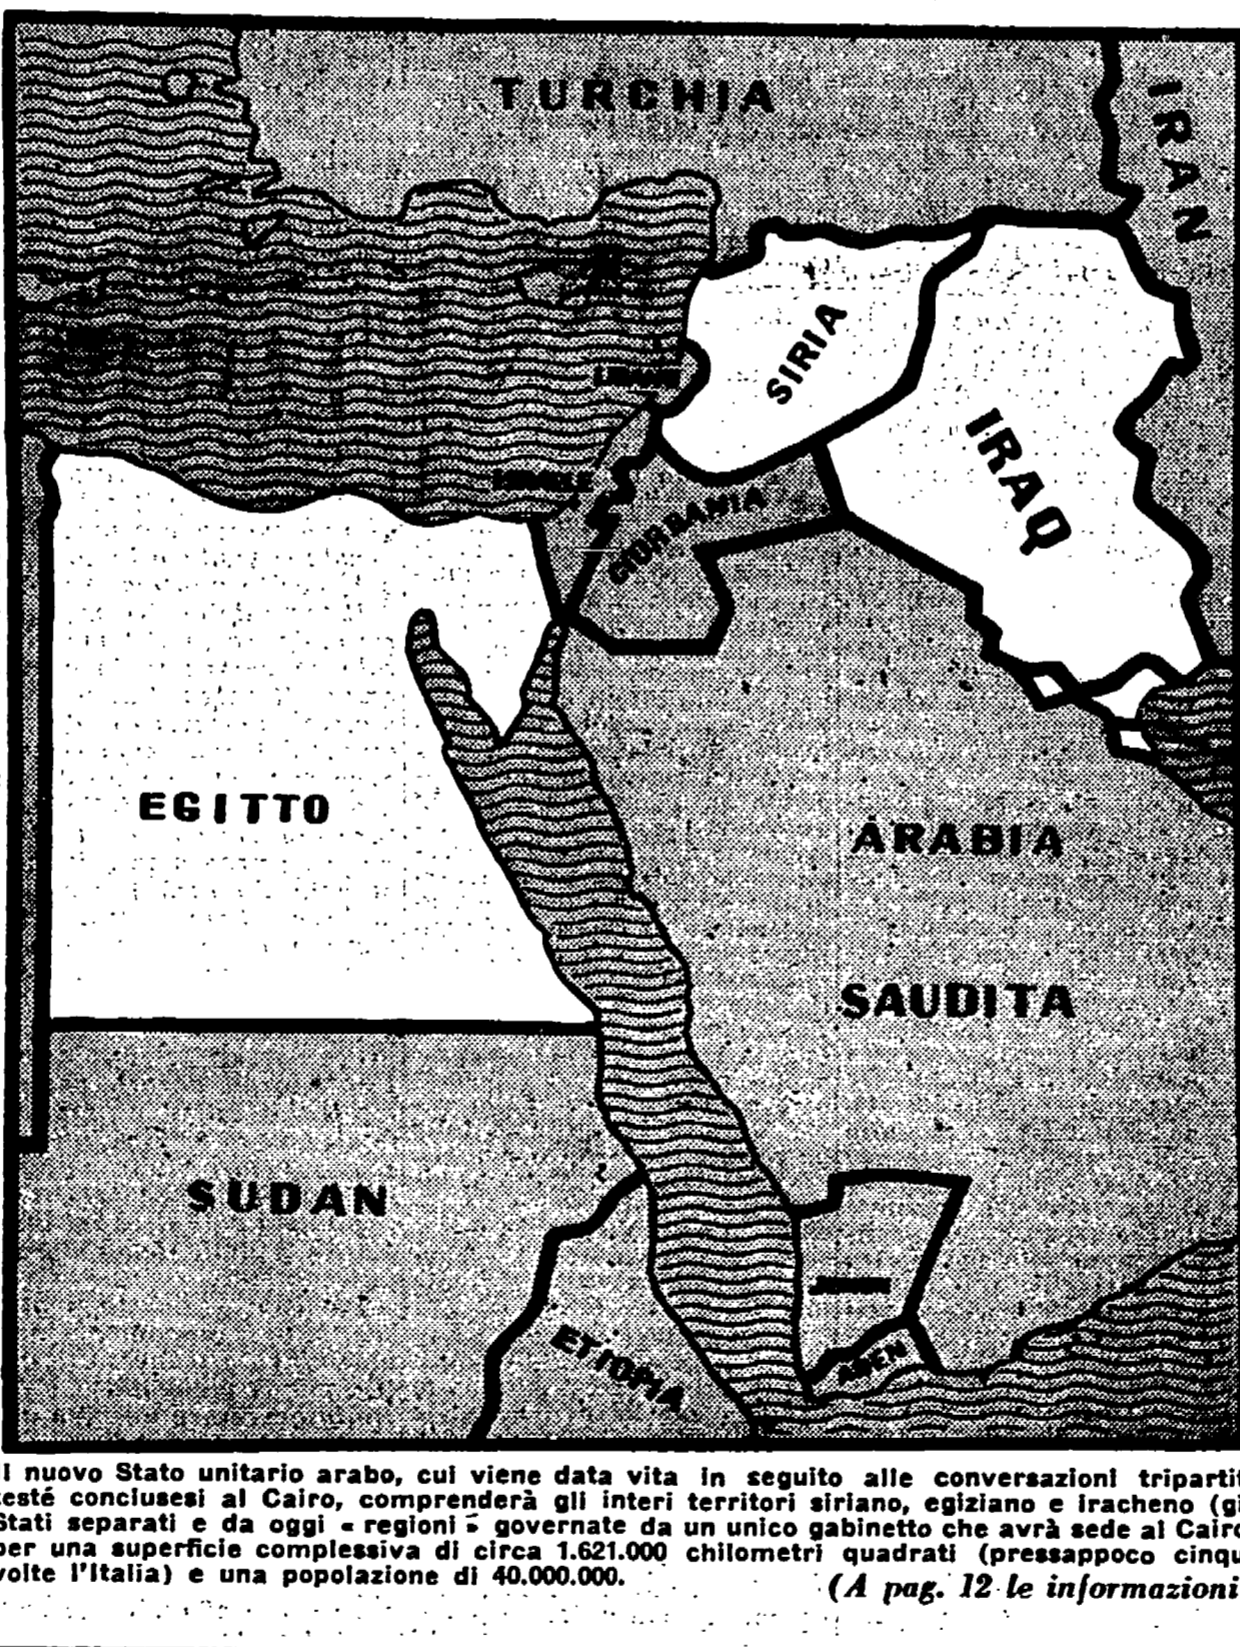 TURCHIA
IRAN
SIRIA
IRAQ
GIORDANIA
EGITTO
ARABIA
SAUDITA
SUDAN
ETIOPIA
ADEN
l nuovo Stato unitario arabo, cui viene data vita in seguito alle conversazioni tripartit
testé conclusesi al Cairo, comprenderà gli interi territori siriano, egiziano e iracheno (gi
Stati separati e da oggi « regioni » governate da un unico gabinetto che avrà sede al Cairo
per una superficie complessiva di circa 1.621.000 chilometri quadrati (pressappoco cinqu
volte l'Italia) e una popolazione di 40.000.000.
(A pag. 12 le informazioni